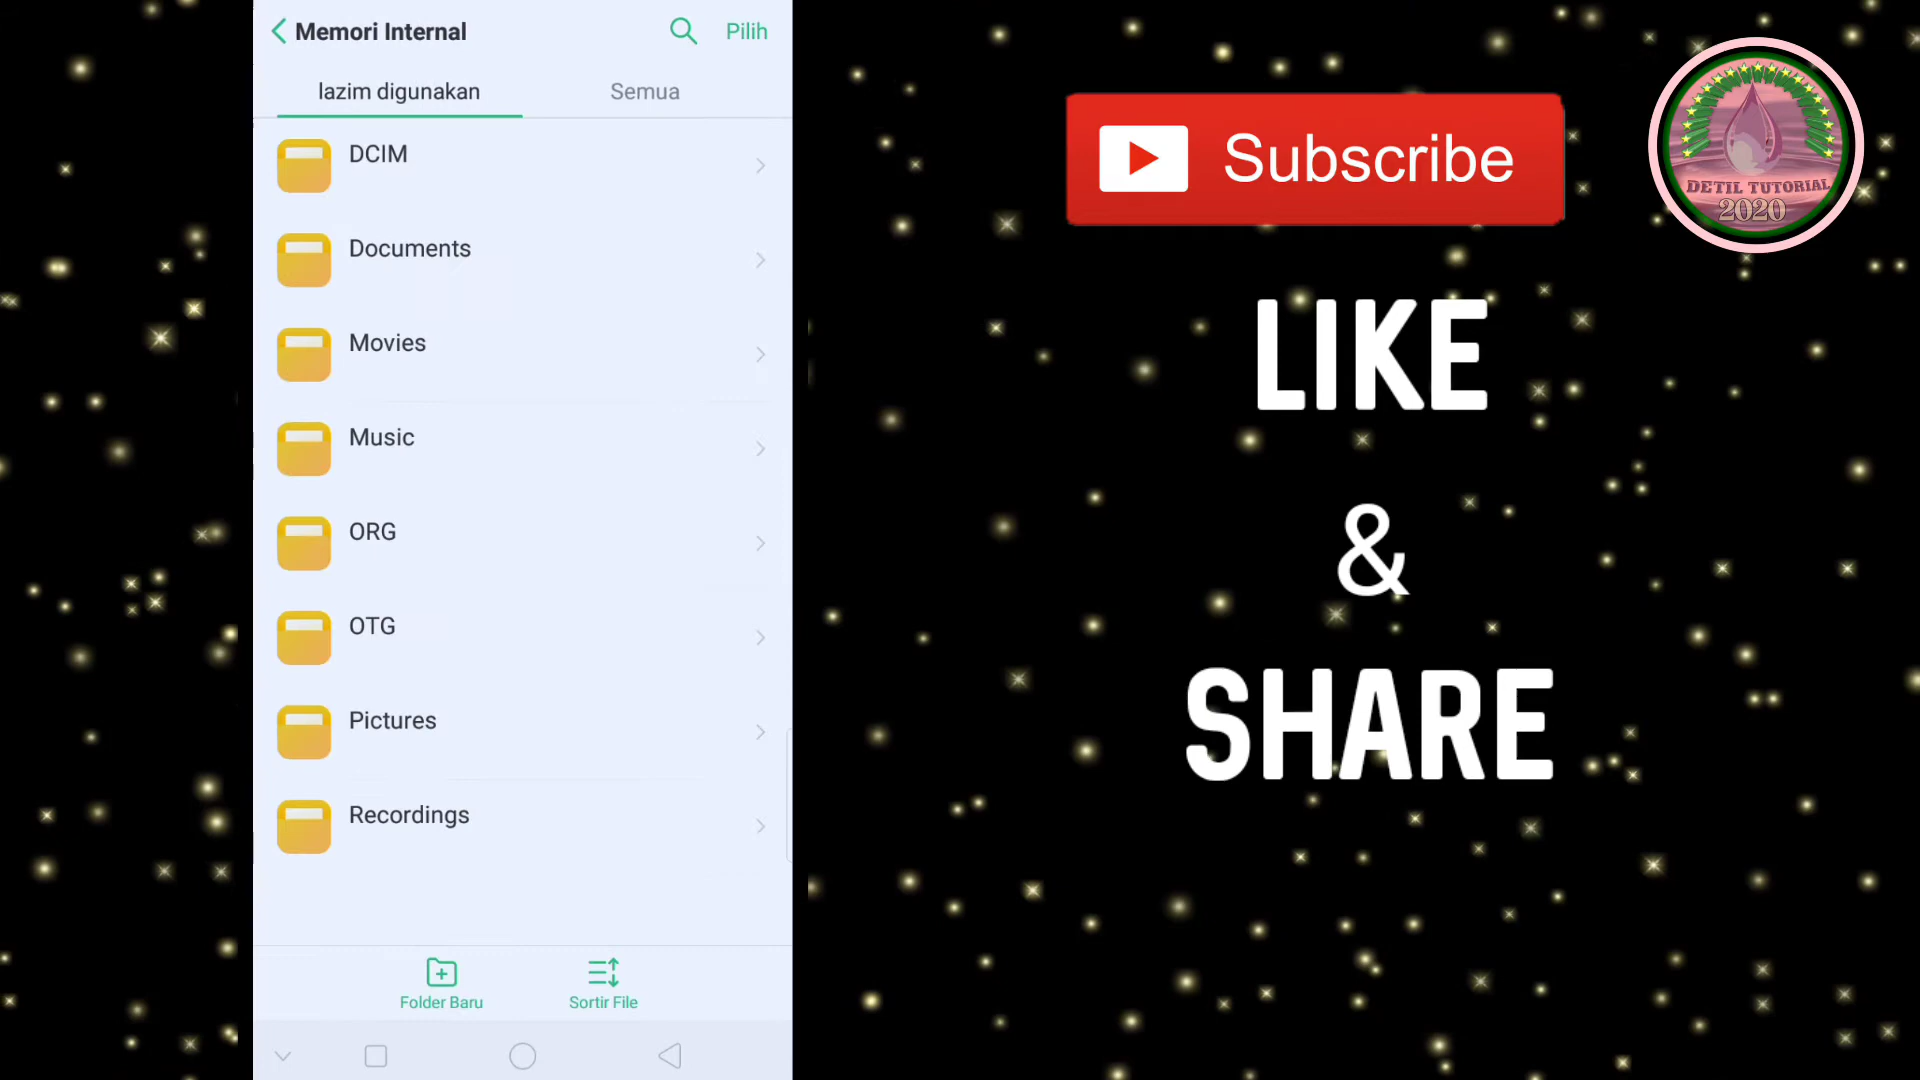 Memori Internal
Pilih
lazim digunakan
Semua
DCIM
Documents
Movies
Music
ORG
OTG
Pictures
Recordings
Folder Baru
Sortir File
Subscribe
LIKE
&
SHARE
DETIL TUTORIAL
2020